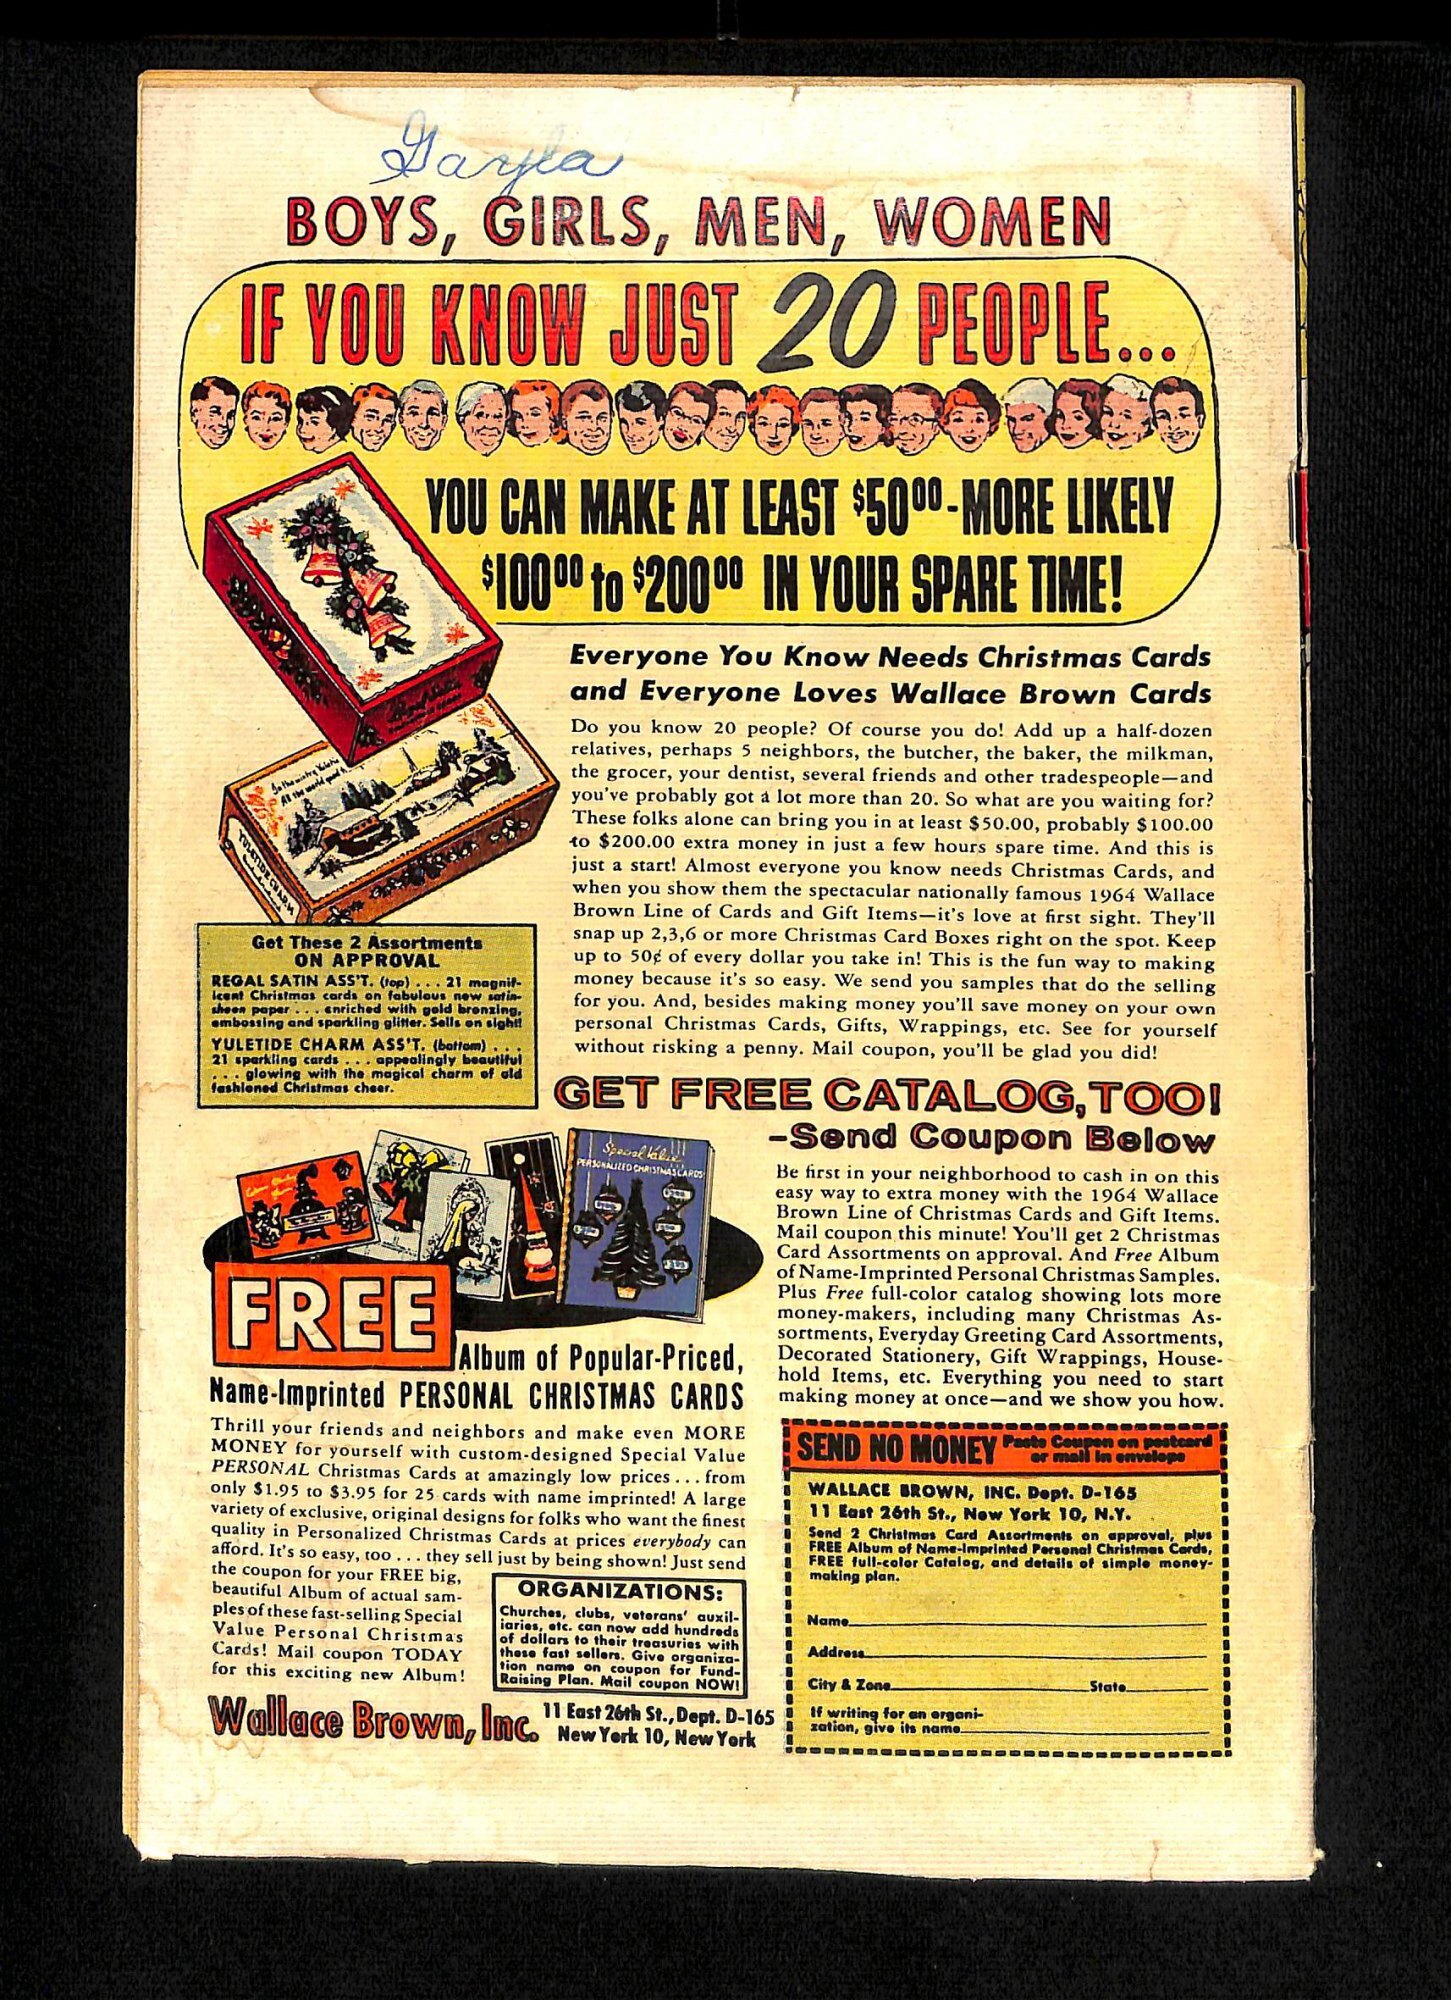 Gayla
BOYS, GIRLS, MEN, WOMEN
IF YOU KNOW JUST 20 PEOPLE...
YOU CAN MAKE AT LEAST $50⁰⁰-MORE LIKELY
$100⁰⁰ to $200⁰⁰ IN YOUR SPARE TIME!
Everyone You Know Needs Christmas Cards
and Everyone Loves Wallace Brown Cards
Do you know 20 people? Of course you do! Add up a half-dozen
relatives, perhaps 5 neighbors, the butcher, the baker, the milkman,
the grocer, your dentist, several friends and other tradespeople—and
you've probably got a lot more than 20. So what are you waiting for?
These folks alone can bring you in at least $50.00, probably $100.00
to $200.00 extra money in just a few hours spare time. And this is
just a start! Almost everyone you know needs Christmas Cards, and
when you show them the spectacular nationally famous 1964 Wallace
Brown Line of Cards and Gift Items—it's love at first sight. They'll
snap up 2,3,6 or more Christmas Card Boxes right on the spot. Keep
up to 50¢ of every dollar you take in! This is the fun way to making
money because it's so easy. We send you samples that do the selling
for you. And, besides making money you'll save money on your own
personal Christmas Cards, Gifts, Wrappings, etc. See for yourself
without risking a penny. Mail coupon, you'll be glad you did!
YULETIDE CHARM
Get These 2 Assortments
ON APPROVAL
REGAL SATIN ASS'T. (top) . . . 21 magnif-
icent Christmas cards on fabulous new satin-
sheen paper . . . enriched with gold bronzing,
embossing and sparkling glitter. Sells on sight!
YULETIDE CHARM ASS'T. (bottom) . . .
21 sparkling cards . . . appealingly beautiful
. . . glowing with the magical charm of old
fashioned Christmas cheer.
GET FREE CATALOG,TOO!
-Send Coupon Below
Be first in your neighborhood to cash in on this
easy way to extra money with the 1964 Wallace
Brown Line of Christmas Cards and Gift Items.
Mail coupon this minute! You'll get 2 Christmas
Card Assortments on approval. And Free Album
of Name-Imprinted Personal Christmas Samples.
Plus Free full-color catalog showing lots more
money-makers, including many Christmas As-
sortments, Everyday Greeting Card Assortments,
Decorated Stationery, Gift Wrappings, House-
hold Items, etc. Everything you need to start
making money at once—and we show you how.
Special Value
PERSONALIZED CHRISTMAS CARDS
FREE
Album of Popular-Priced,
Name-Imprinted PERSONAL CHRISTMAS CARDS
Thrill your friends and neighbors and make even MORE
MONEY for yourself with custom-designed Special Value
PERSONAL Christmas Cards at amazingly low prices . . . from
only $1.95 to $3.95 for 25 cards with name imprinted! A large
variety of exclusive, original designs for folks who want the finest
quality in Personalized Christmas Cards at prices everybody can
afford. It's so easy, too . . . they sell just by being shown! Just send
the coupon for your FREE big,
beautiful Album of actual sam-
ples of these fast-selling Special
Value Personal Christmas
Cards! Mail coupon TODAY
for this exciting new Album!
ORGANIZATIONS:
Churches, clubs, veterans' auxil-
iaries, etc. can now add hundreds
of dollars to their treasuries with
these fast sellers. Give organiza-
tion name on coupon for Fund-
Raising Plan. Mail coupon NOW!
Wallace Brown, Inc.
11 East 26th St., Dept. D-165
New York 10, New York
SEND NO MONEY Paste Coupon on postcard
or mail in envelope
WALLACE BROWN, INC. Dept. D-165
11 East 26th St., New York 10, N.Y.
Send 2 Christmas Card Assortments on approval, plus
FREE Album of Name-Imprinted Personal Christmas Cards,
FREE full-color Catalog, and details of simple money-
making plan.
Name
Address
City & Zone State
If writing for an organi-
zation, give its name